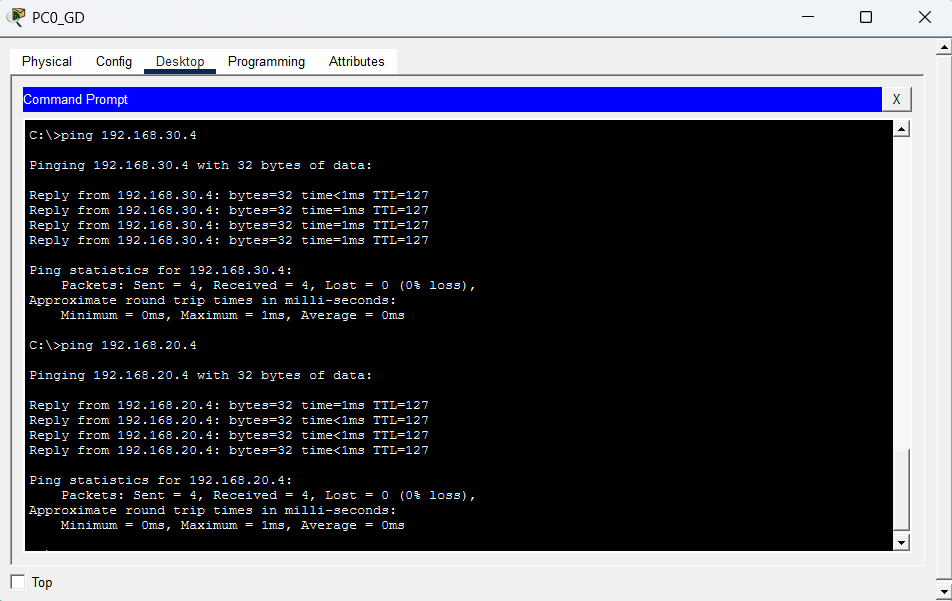 PC0_GD
Physical Config Desktop Programming Attributes
Command Prompt X
C:\>ping 192.168.30.4
Pinging 192.168.30.4 with 32 bytes of data:
Reply from 192.168.30.4: bytes=32 time<1ms TTL=127
Reply from 192.168.30.4: bytes=32 time=1ms TTL=127
Reply from 192.168.30.4: bytes=32 time=1ms TTL=127
Reply from 192.168.30.4: bytes=32 time<1ms TTL=127
Ping statistics for 192.168.30.4:
Packets: Sent = 4, Received = 4, Lost = 0 (0% loss),
Approximate round trip times in milli-seconds:
Minimum = 0ms, Maximum = 1ms, Average = 0ms
C:\>ping 192.168.20.4
Pinging 192.168.20.4 with 32 bytes of data:
Reply from 192.168.20.4: bytes=32 time=1ms TTL=127
Reply from 192.168.20.4: bytes=32 time<1ms TTL=127
Reply from 192.168.20.4: bytes=32 time=1ms TTL=127
Reply from 192.168.20.4: bytes=32 time<1ms TTL=127
Ping statistics for 192.168.20.4:
Packets: Sent = 4, Received = 4, Lost = 0 (0% loss),
Approximate round trip times in milli-seconds:
Minimum = 0ms, Maximum = 1ms, Average = 0ms
Top